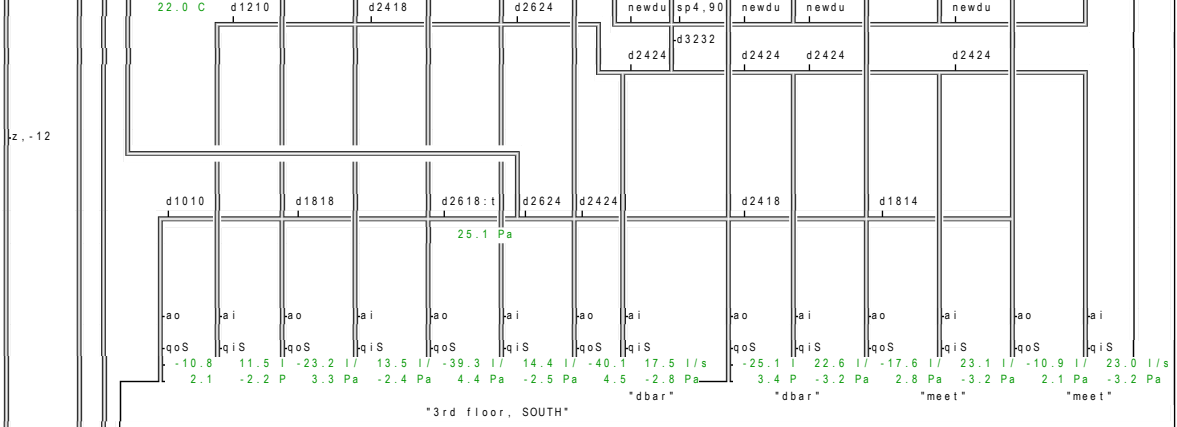 22.0 C d1210 d2418 d2624 newdu sp4,90 newdu newdu newdu
d3232
d2424 d2424 d2424 d2424
z,-12
d1010 d1818 d2618:t d2624 d2424 d2418 d1814
25.1 Pa
ao ai ao ai ao ai ao ai ao ai ao ai ao ai
qoS qiS qoS qiS qoS qiS qoS qiS qoS qiS qoS qiS qoS qiS
-10.8 11.5 l -23.2 l/ 13.5 l/ -39.3 l/ 14.4 l/ -40.1 17.5 l/s -25.1 l 22.6 l/ -17.6 l/ 23.1 l/ -10.9 l/ 23.0 l/s
2.1 -2.2 P 3.3 Pa -2.4 Pa 4.4 Pa -2.5 Pa 4.5 -2.8 Pa 3.4 P -3.2 Pa 2.8 Pa -3.2 Pa 2.1 Pa -3.2 Pa
"dbar" "dbar" "meet" "meet"
"3rd floor, SOUTH"